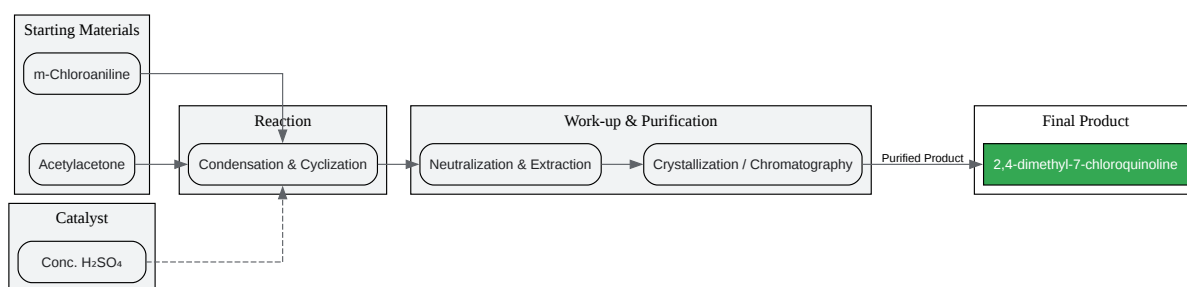 Starting Materials
m-Chloroaniline
Acetylacetone
Catalyst
Conc. H₂SO₄
Reaction
Condensation & Cyclization
Work-up & Purification
Neutralization & Extraction
Crystallization / Chromatography
Purified Product
Final Product
2,4-dimethyl-7-chloroquinoline